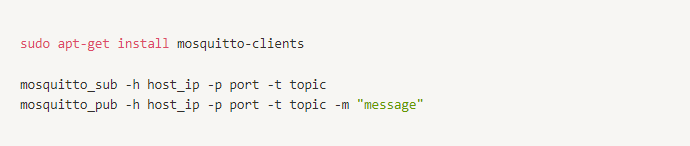 sudo apt-get install mosquitto-clients
mosquitto_sub -h host_ip -p port -t topic
mosquitto_pub -h host_ip -p port -t topic -m "message"